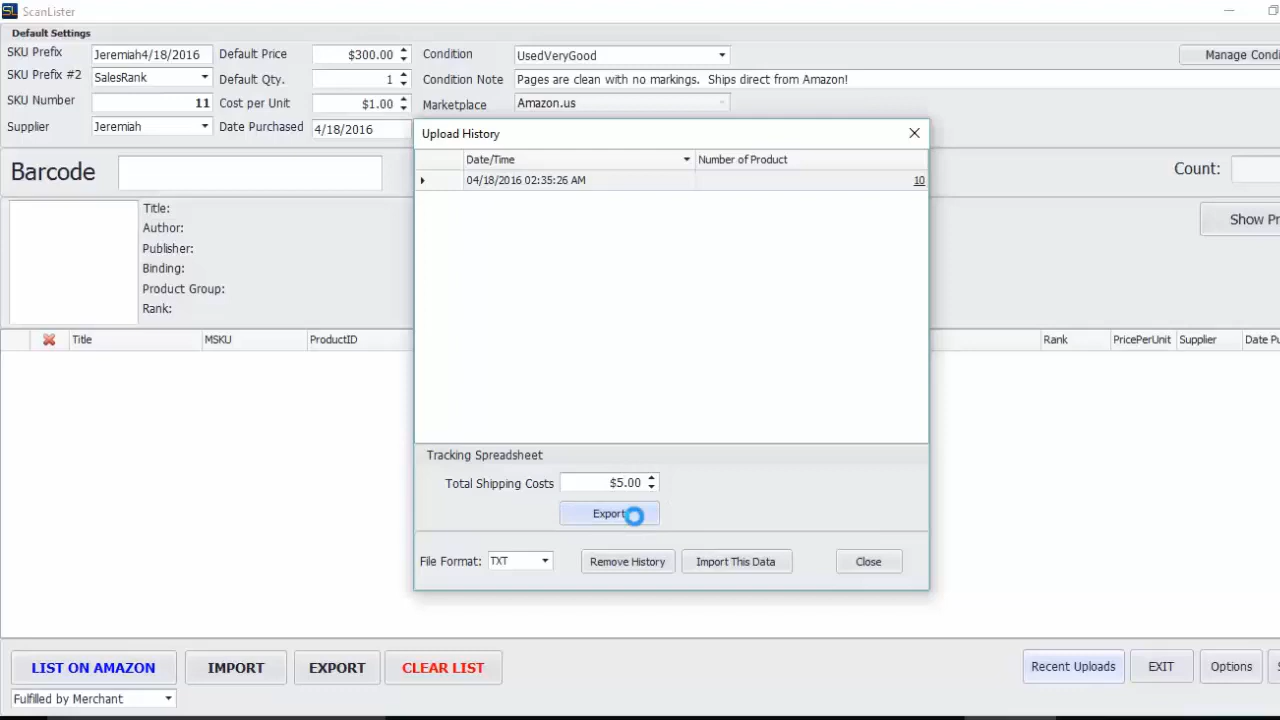 SL ScanLister
Default Settings
SKU Prefix Jeremiah4/18/2016 Default Price $300.00 Condition UsedVeryGood Manage Condi
SKU Prefix #2 SalesRank Default Qty. 1 Condition Note Pages are clean with no markings. Ships direct from Amazon!
SKU Number 11 Cost per Unit $1.00 Marketplace Amazon.us
Supplier Jeremiah Date Purchased 4/18/2016
Upload History
Date/Time Number of Product
04/18/2016 02:35:26 AM 10
Barcode Count:
Title:
Author:
Publisher:
Binding:
Product Group:
Rank:
Show Pr
Title MSKU ProductID Rank PricePerUnit Supplier Date Pu
Tracking Spreadsheet
Total Shipping Costs $5.00
Export
File Format: TXT Remove History Import This Data Close
LIST ON AMAZON IMPORT EXPORT CLEAR LIST Recent Uploads EXIT Options S
Fulfilled by Merchant